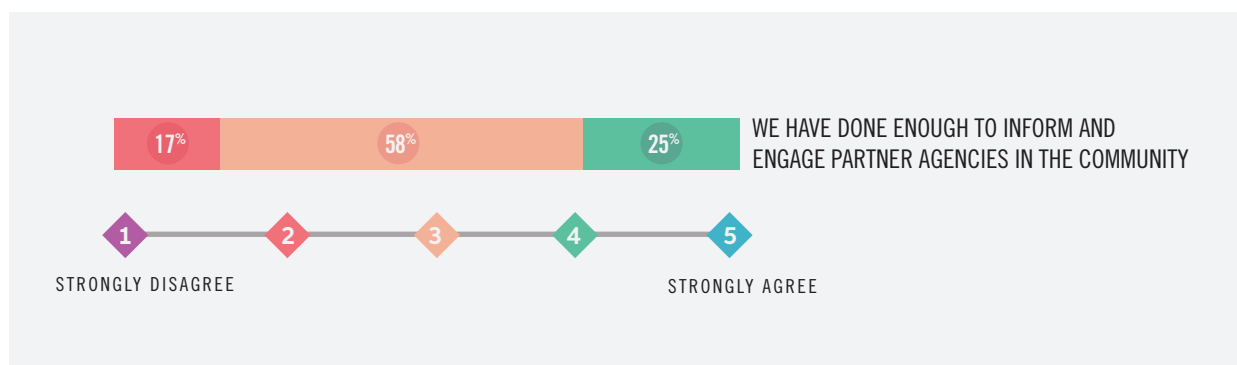 17% 58% 25% WE HAVE DONE ENOUGH TO INFORM AND
ENGAGE PARTNER AGENCIES IN THE COMMUNITY
1 2 3 4 5
STRONGLY DISAGREE STRONGLY AGREE